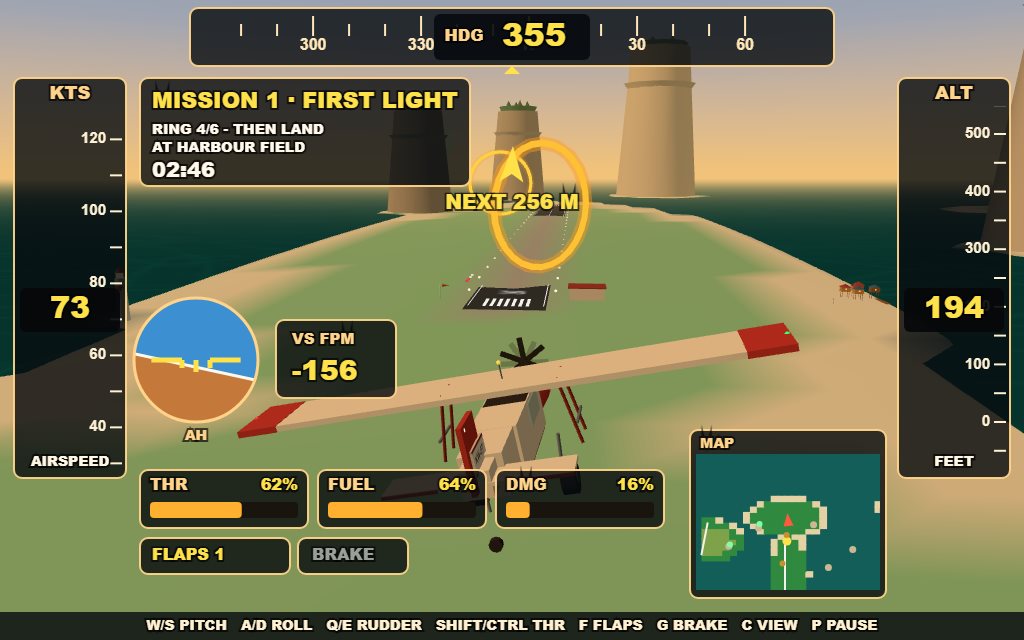 300 330 HDG 355 30 60
KTS
120
100
80
73
60
40
AIRSPEED
MISSION 1 · FIRST LIGHT
RING 4/6 - THEN LAND
AT HARBOUR FIELD
02:46
NEXT 256 M
ALT
500
400
300
194
100
0
FEET
VS FPM
-156
AH
MAP
THR 62%
FUEL 64%
DMG 16%
FLAPS 1
BRAKE
W/S PITCH A/D ROLL Q/E RUDDER SHIFT/CTRL THR F FLAPS G BRAKE C VIEW P PAUSE